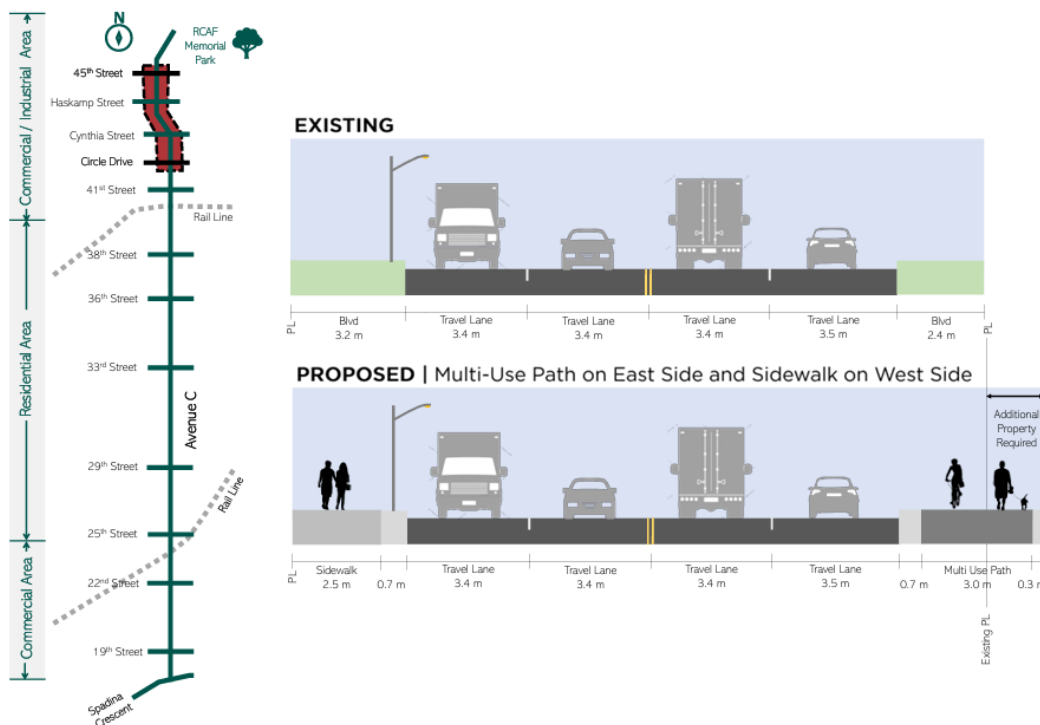 N
RCAF
Memorial
Park
Commercial/ Industrial Area
Residential Area
Commercial Area
45th Street
Haskamp Street
Cynthia Street
Circle Drive
41st Street
Rail Line
38th Street
36th Street
33rd Street
Avenue C
29th Street
Rail Line
25th Street
22nd Street
19th Street
Spadina
Crescent
EXISTING
PL
Blvd
3.2 m
Travel Lane
3.4 m
Travel Lane
3.4 m
Travel Lane
3.4 m
Travel Lane
3.5 m
Blvd
2.4 m
PL
PROPOSED | Multi-Use Path on East Side and Sidewalk on West Side
Additional
Property
Required
PL
Sidewalk
2.5 m
0.7 m
Travel Lane
3.4 m
Travel Lane
3.4 m
Travel Lane
3.4 m
Travel Lane
3.5 m
0.7 m
Multi Use Path
3.0 m
0.3 m
Existing PL